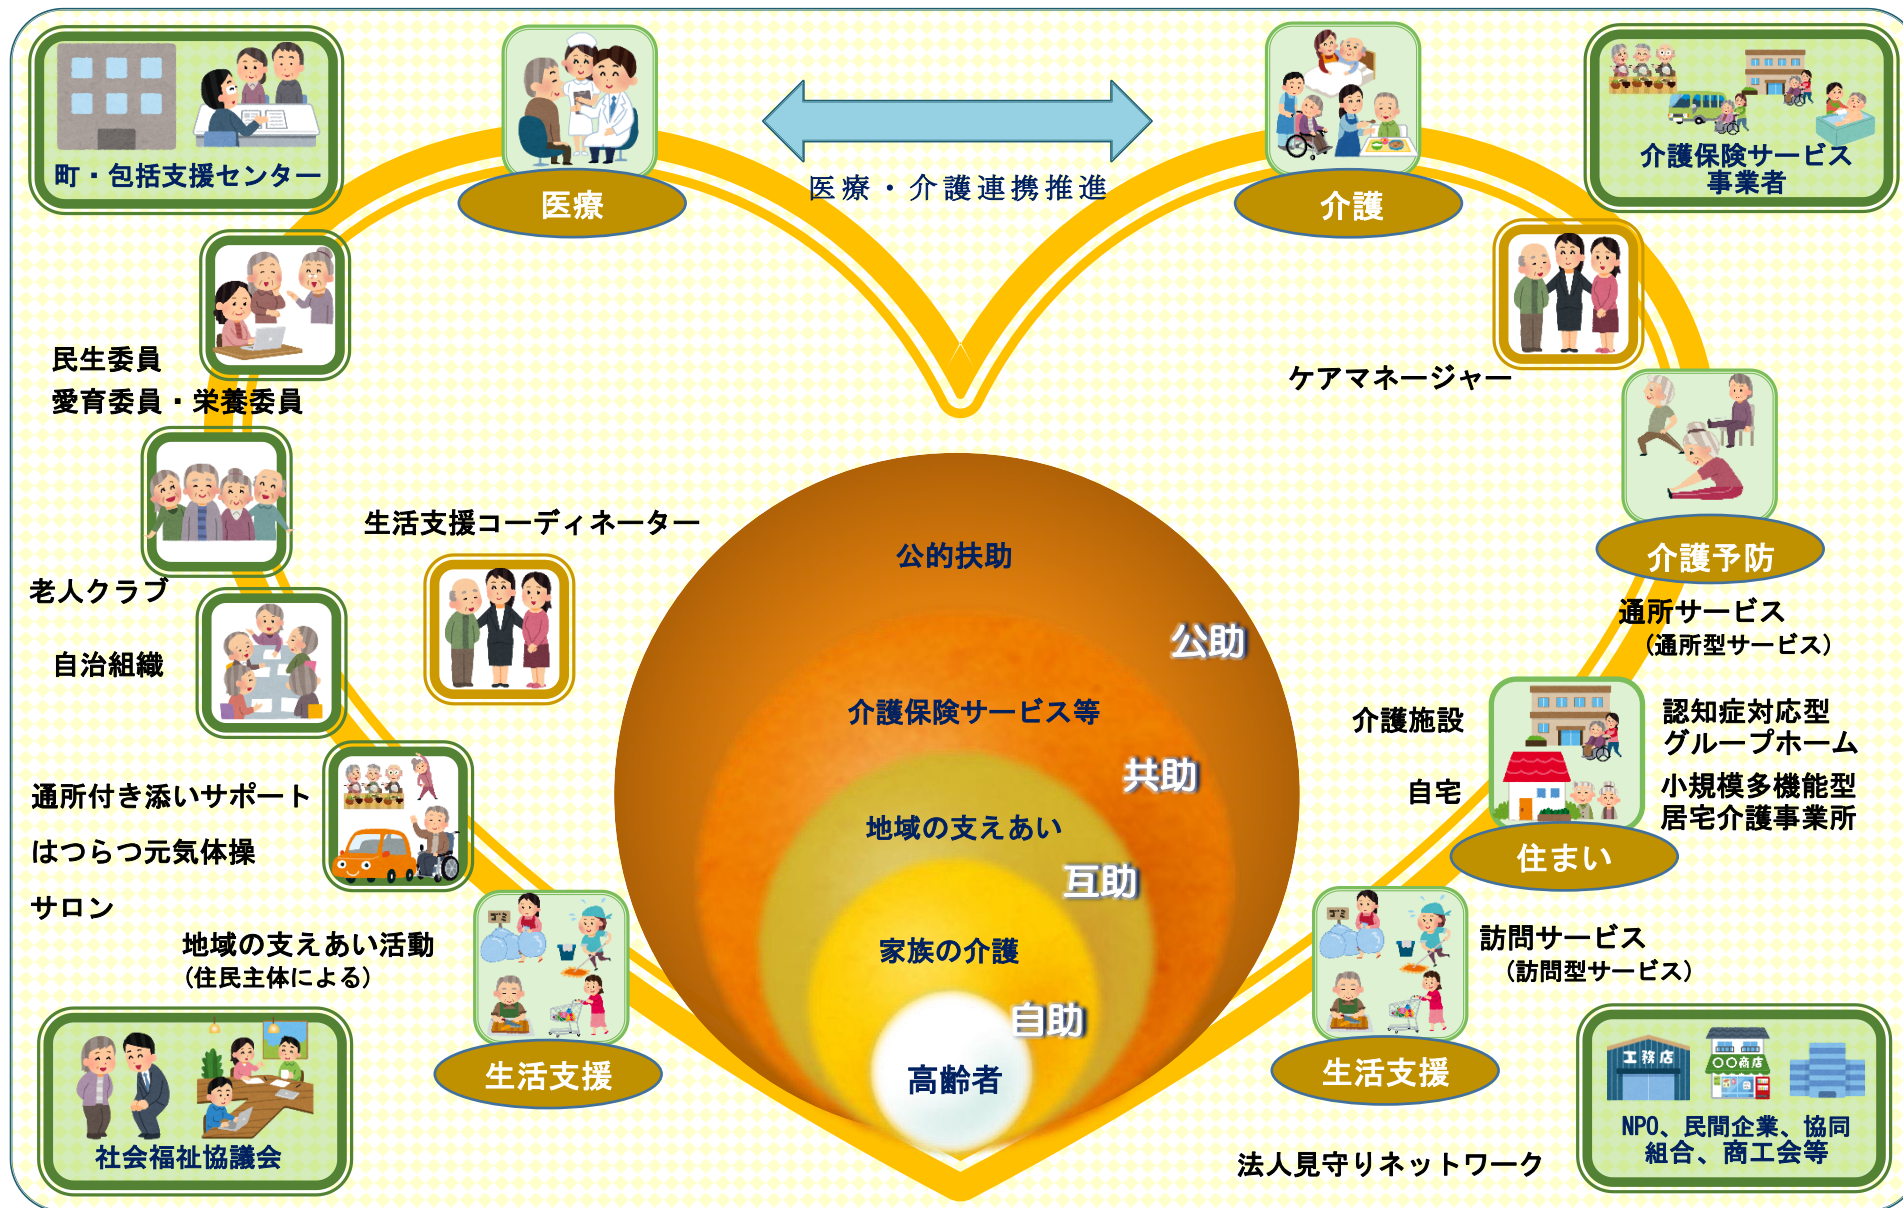 町・包括支援センター
医療
医療・介護連携推進
介護
介護保険サービス
事業者
民生委員
愛育委員・栄養委員
ケアマネージャー
老人クラブ
生活支援コーディネーター
自治組織
介護予防
通所サービス
(通所型サービス)
公的扶助
公助
介護保険サービス等
共助
地域の支えあい
互助
家族の介護
自助
高齢者
介護施設
自宅
認知症対応型
グループホーム
小規模多機能型
居宅介護事業所
住まい
通所付き添いサポート
はつらつ元気体操
サロン
地域の支えあい活動
(住民主体による)
ゴミ
生活支援
ゴミ
生活支援
訪問サービス
(訪問型サービス)
社会福祉協議会
法人見守りネットワーク
工務店
〇〇商店
NPO、民間企業、協同
組合、商工会等